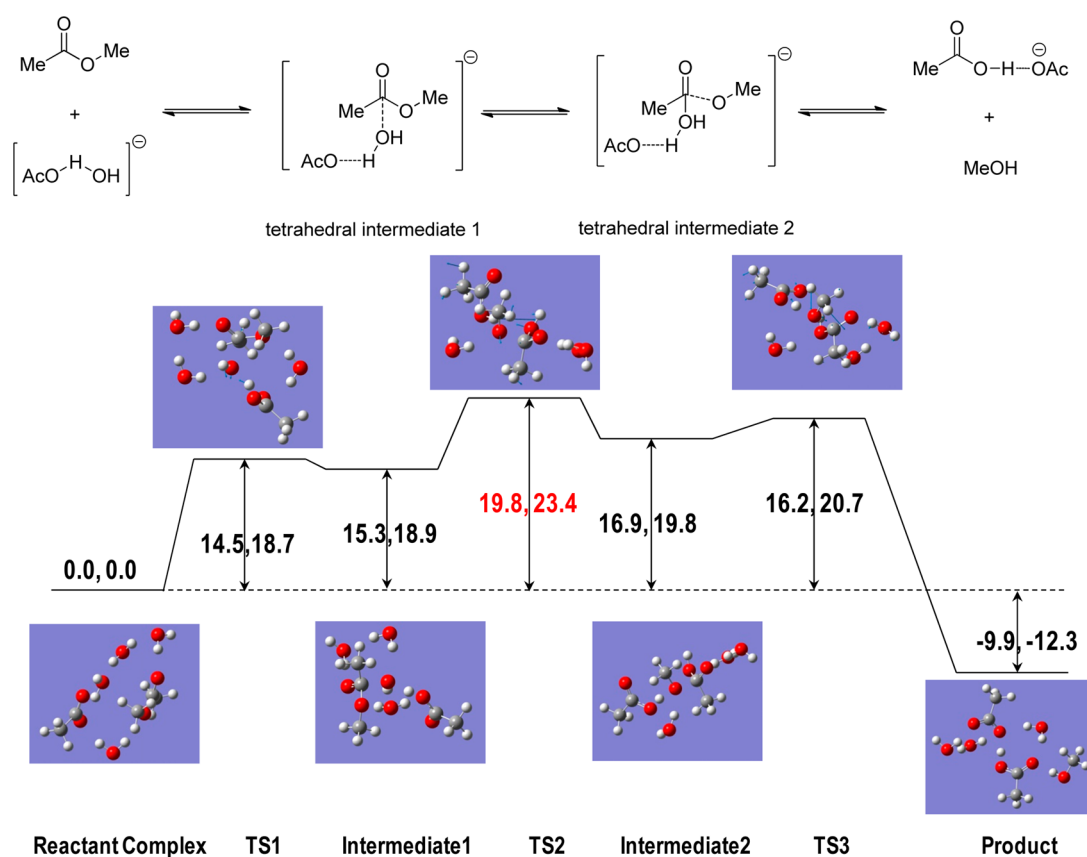 O
Me
O
Me
+
AcO
H
OH
⊖
O
Me
O
Me
OH
AcO
H
⊖
O
Me
O
Me
OH
AcO
H
⊖
O
Me
O
H
OAc
⊖
+
MeOH
tetrahedral intermediate 1
tetrahedral intermediate 2
0.0, 0.0
14.5,18.7
15.3,18.9
19.8, 23.4
16.9, 19.8
16.2, 20.7
-9.9, -12.3
Reactant Complex
TS1
Intermediate1
TS2
Intermediate2
TS3
Product